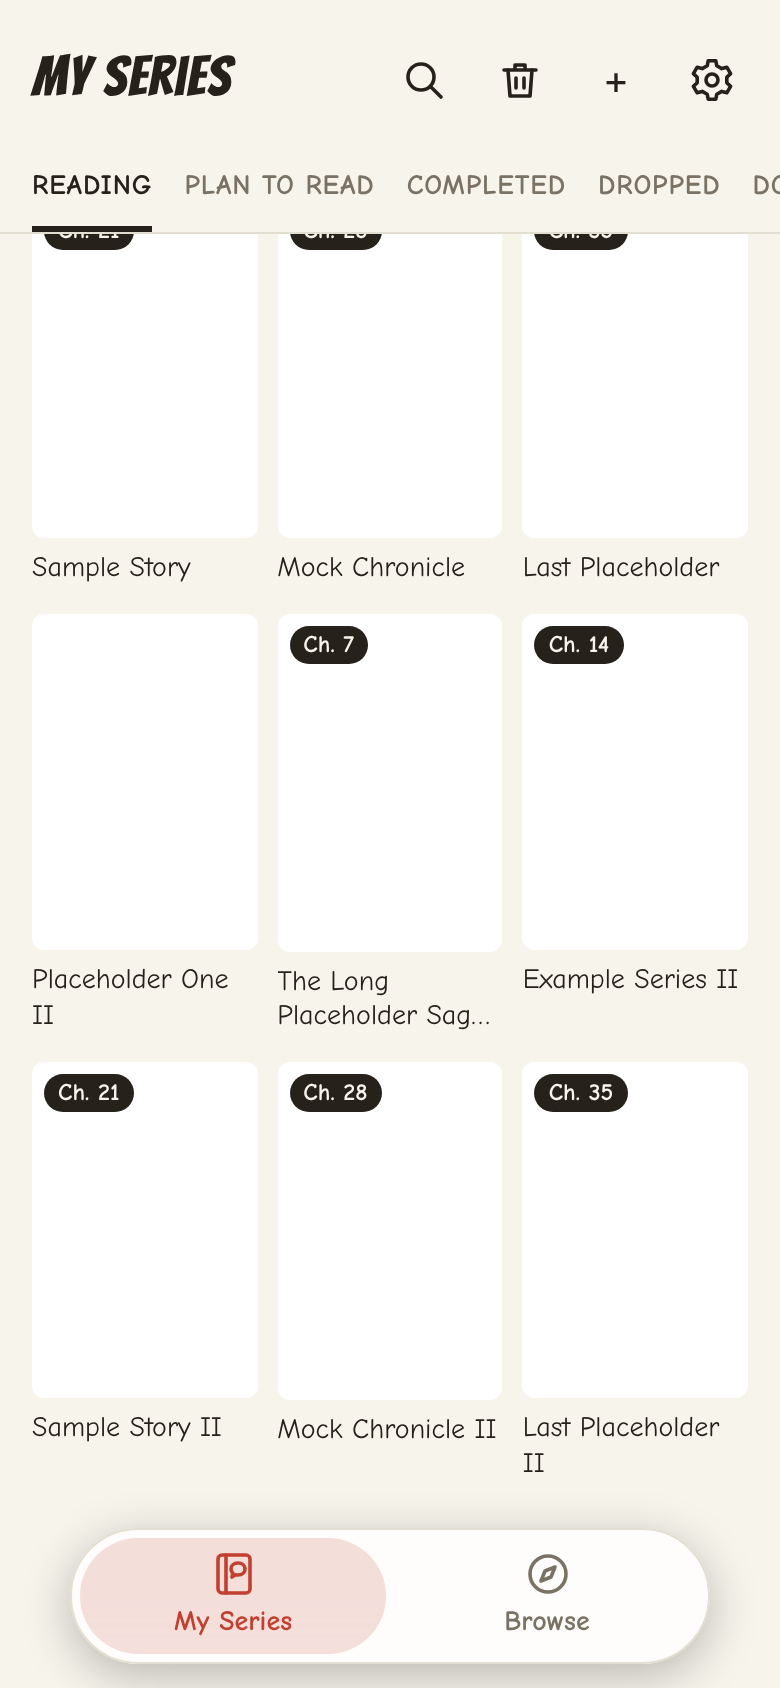 MY SERIES
+
READING PLAN TO READ COMPLETED DROPPED
Sample Story Mock Chronicle Last Placeholder
Ch. 7 Ch. 14
Placeholder One
II
The Long
Placeholder Sag...
Example Series II
Ch. 21 Ch. 28 Ch. 35
Sample Story II Mock Chronicle II Last Placeholder
II
My Series Browse